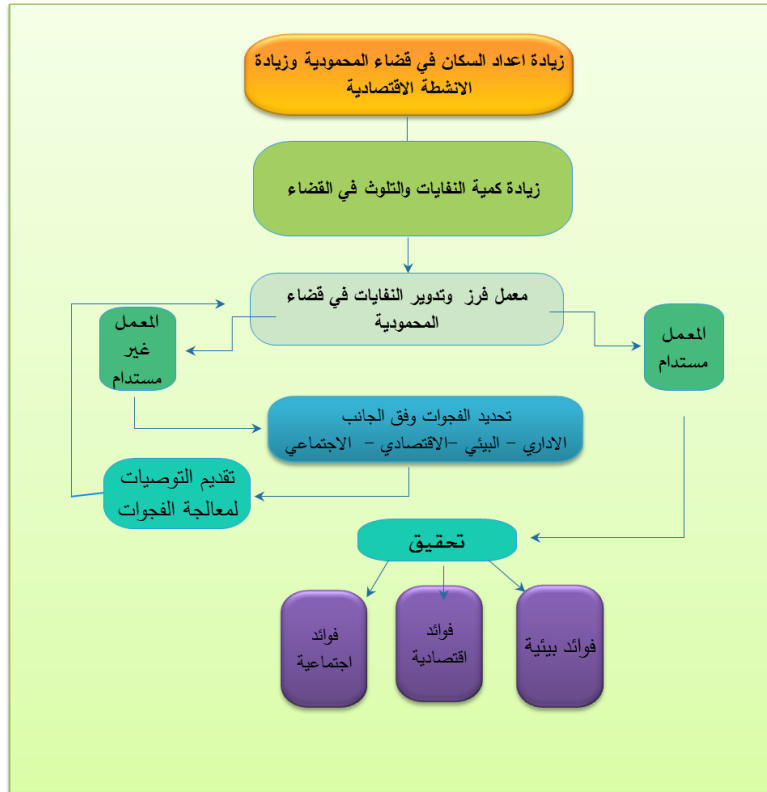 زيادة اعداد السكان في قضاء المحمودية وزيادة
الانشطة الاقتصادية
زيادة كمية النفايات والتلوث في القضاء
معمل فرز وتدوير النفايات في قضاء
المحمودية
المعمل
مستدام
المعمل
غير
مستدام
تحديد الفجوات وفق الجانب
الاداري - البيئي -الاقتصادي - الاجتماعي
تقديم التوصيات
لمعالجة الفجوات
تحقيق
فوائد بيئية
فوائد
اقتصادية
فوائد
اجتماعية